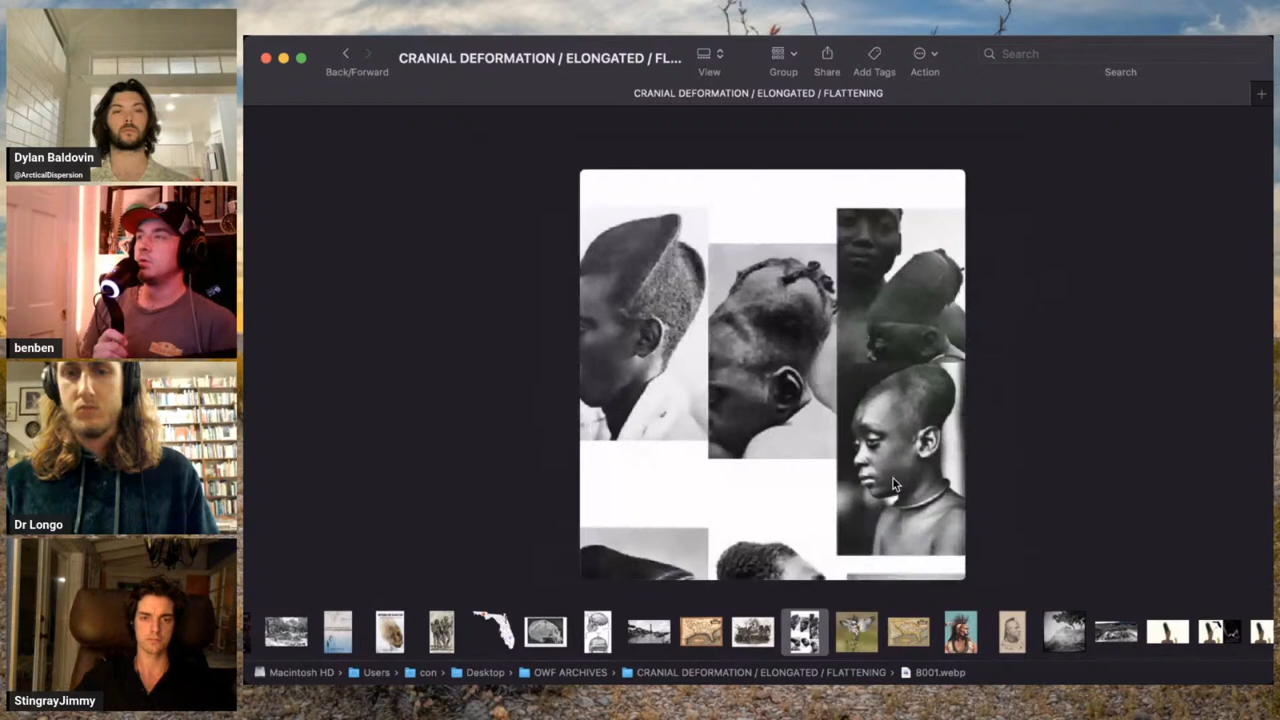 Dylan Baldovin
@ArcticalDispersion
benben
Dr Longo
StingrayJimmy
CRANIAL DEFORMATION / ELONGATED / FL...
Back/Forward
View
Group
Share
Add Tags
Action
Search
Search
CRANIAL DEFORMATION / ELONGATED / FLATTENING
Macintosh HD › Users › con › Desktop › OWF ARCHIVES › CRANIAL DEFORMATION / ELONGATED / FLATTENING › B001.webp